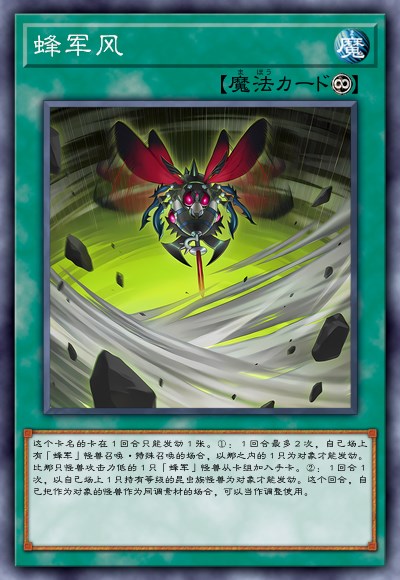 蜂军风
魔
【魔法カード】
まほう
这个卡名的卡在1回合只能发动1张。①：1回合最多2次，自己场上
有「蜂军」怪兽召唤·特殊召唤的场合，以那之内的1只为对象才能发动。
比那只怪兽攻击力低的1只「蜂军」怪兽从卡组加入手卡。②：1回合1
次，以自己场上1只持有等级的昆虫族怪兽为对象才能发动。这个回合，自
己把作为对象的怪兽作为同调素材的场合，可以当作调整使用。